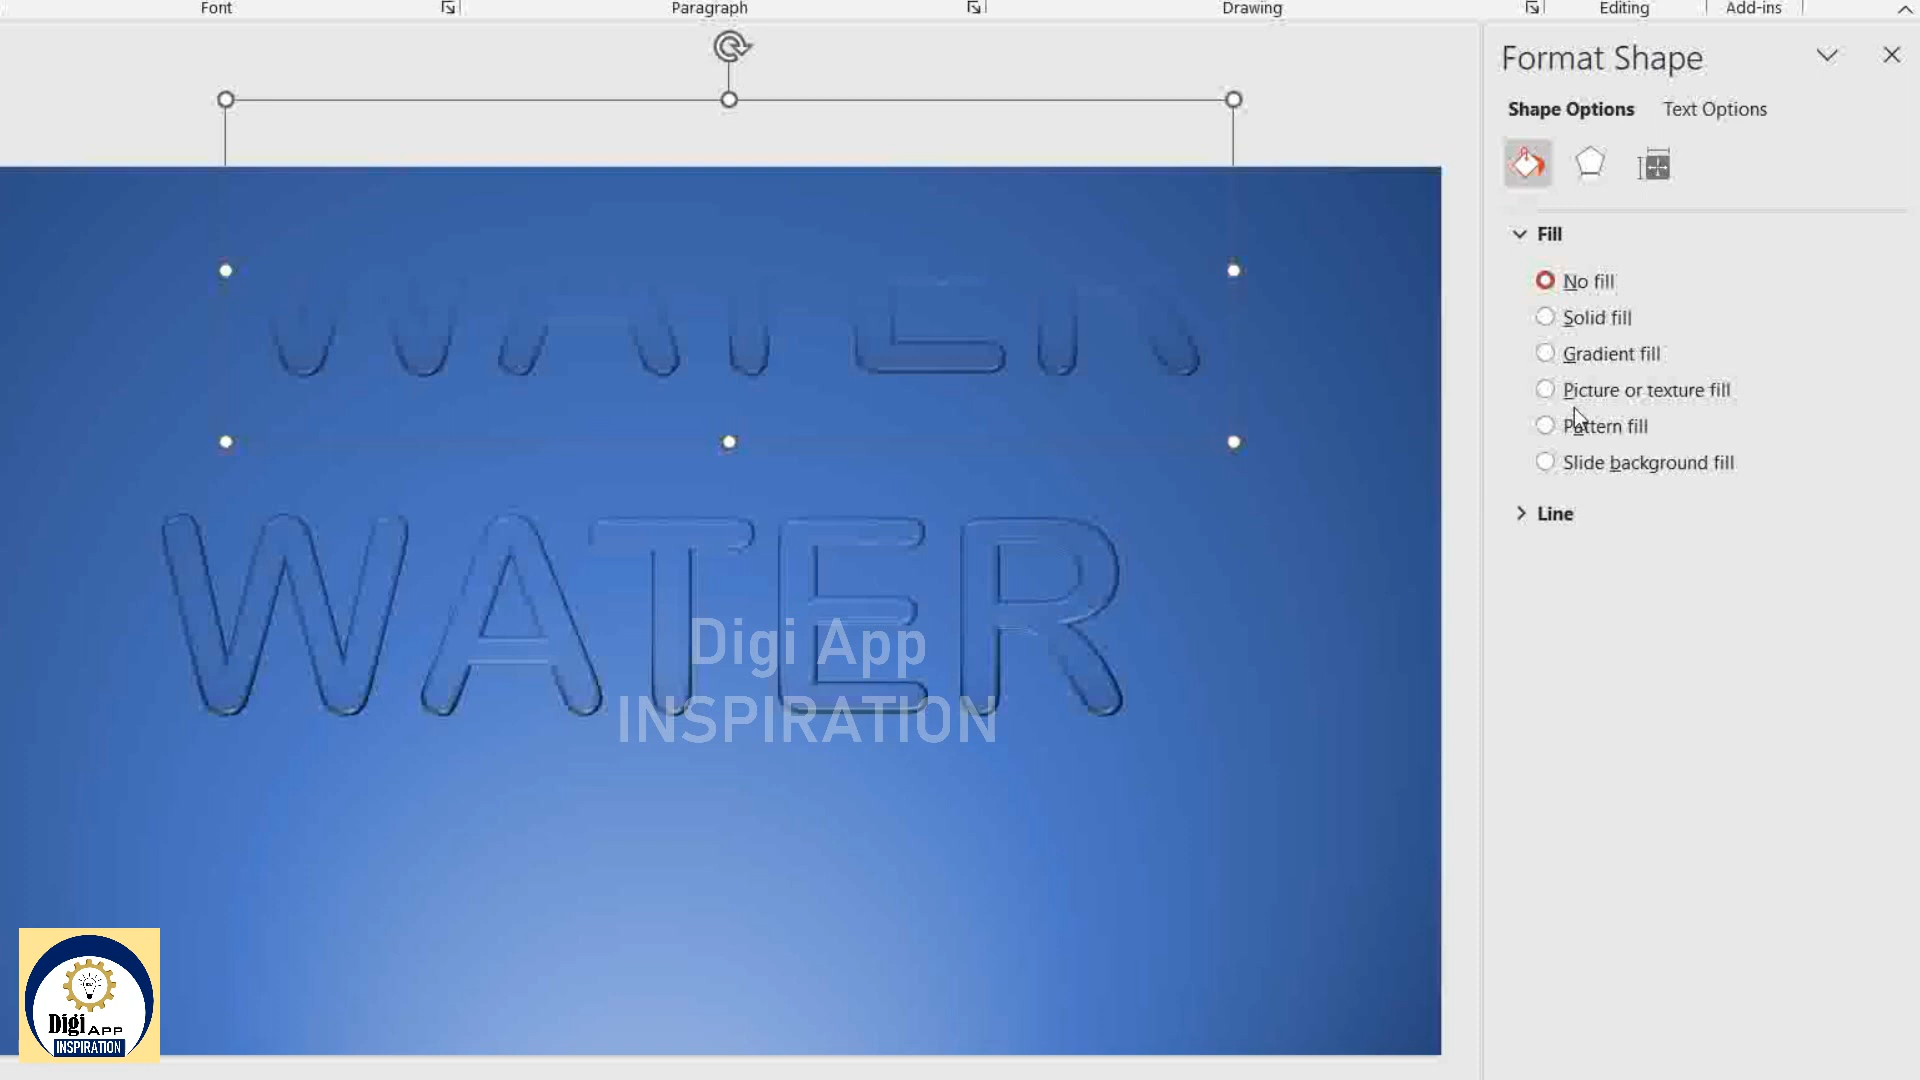 Font
Paragraph
Drawing
Editing
Add-ins
Format Shape
Shape Options
Text Options
Fill
No fill
Solid fill
Gradient fill
Picture or texture fill
Pattern fill
Slide background fill
Line
WATER
WATER
Digi App
INSPIRATION
Digi APP
INSPIRATION